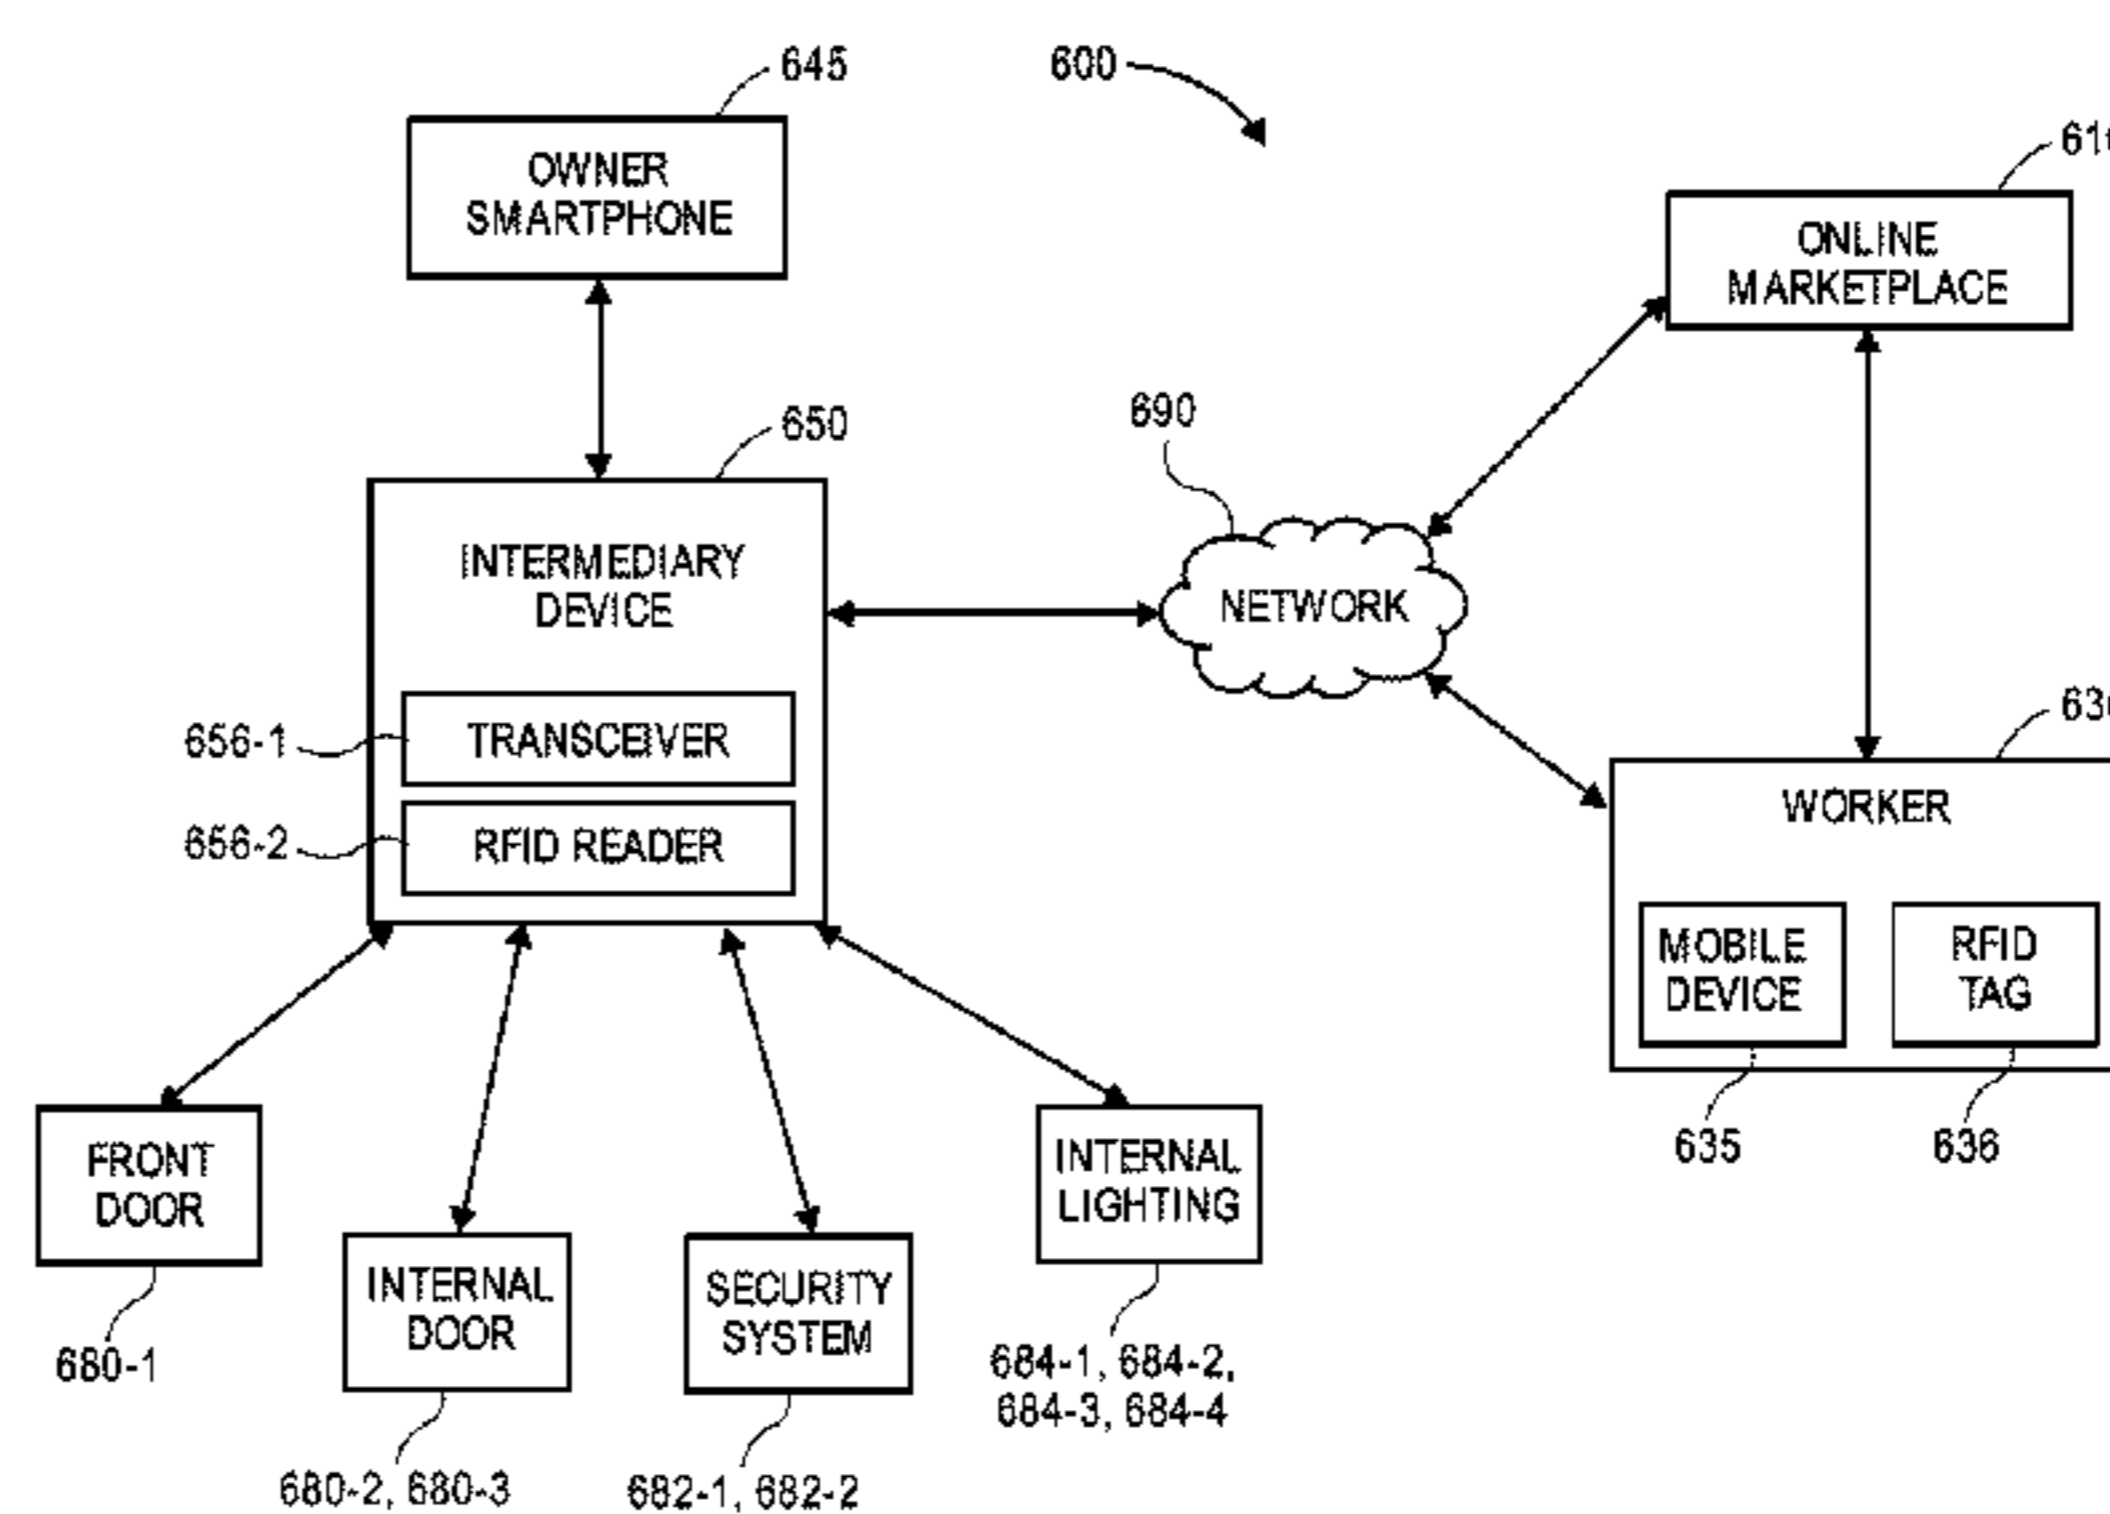 645
600
OWNER
SMARTPHONE
ONLINE
MARKETPLACE
690
650
INTERMEDIARY
DEVICE
NETWORK
656-1
TRANSCEIVER
656-2
RFID READER
WORKER
MOBILE
DEVICE
RFID
TAG
635
636
FRONT
DOOR
680-1
INTERNAL
DOOR
680-2, 680-3
SECURITY
SYSTEM
682-1, 682-2
INTERNAL
LIGHTING
684-1, 684-2,
684-3, 684-4